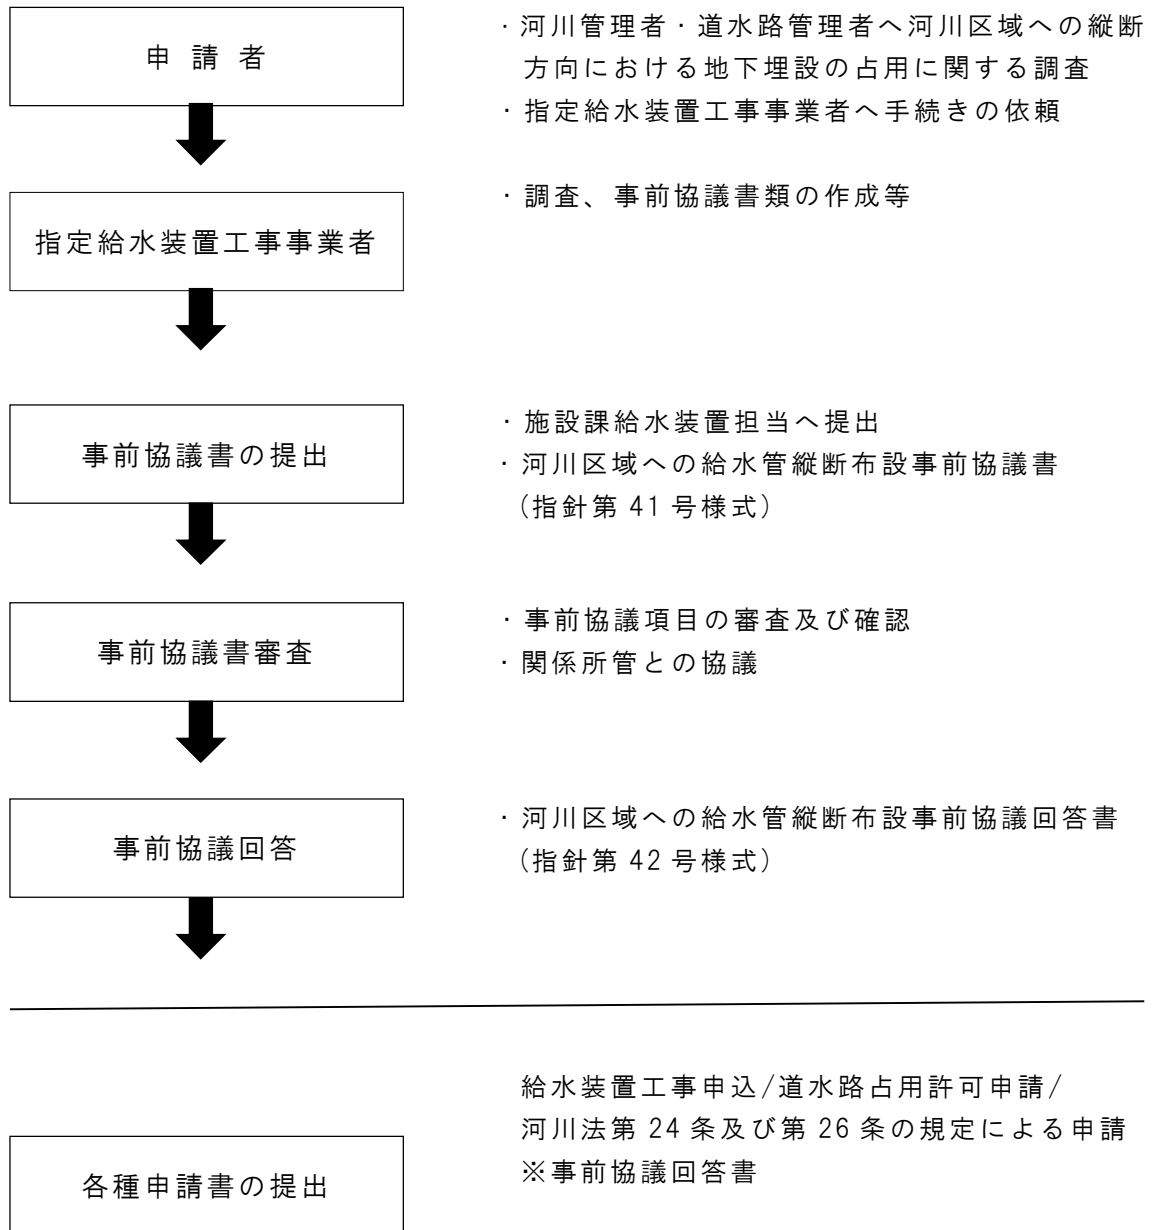 申 請 者
・河川管理者・道水路管理者へ河川区域への縦断
方向における地下埋設の占用に関する調査
・指定給水装置工事事業者へ手続きの依頼
指定給水装置工事事業者
・調査、事前協議書類の作成等
事前協議書の提出
・施設課給水装置担当へ提出
・河川区域への給水管縦断布設事前協議書
(指針第 41 号様式)
事前協議書審査
・事前協議項目の審査及び確認
・関係所管との協議
事前協議回答
・河川区域への給水管縦断布設事前協議回答書
(指針第 42 号様式)
各種申請書の提出
給水装置工事申込/道水路占用許可申請/
河川法第 24 条及び第 26 条の規定による申請
※事前協議回答書